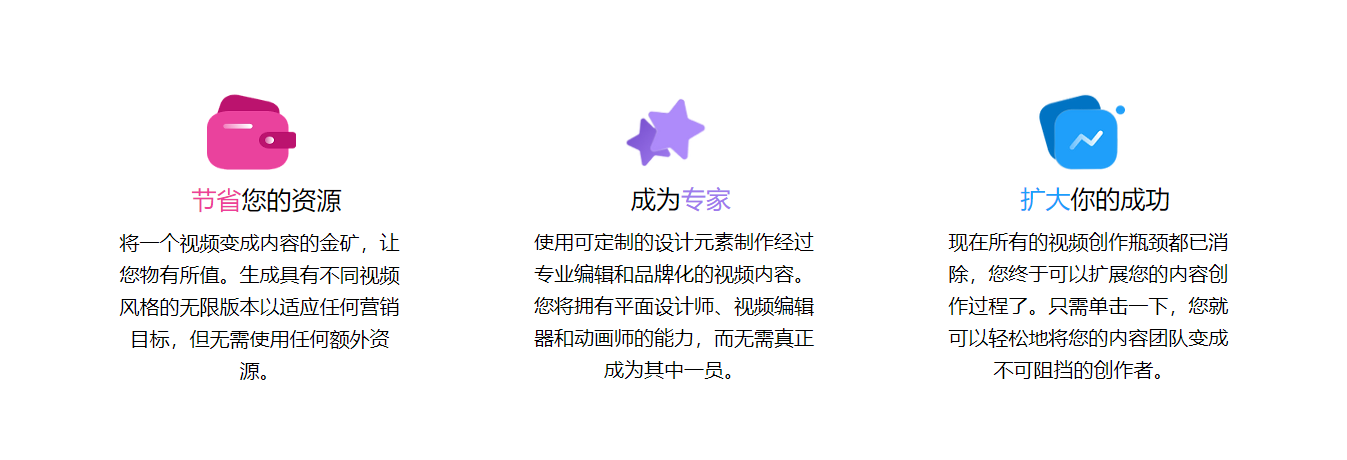 节省您的资源
将一个视频变成内容的金矿，让
您物有所值。生成具有不同视频
风格的无限版本以适应任何营销
目标，但无需使用任何额外资
源。
成为专家
使用可定制的设计元素制作经过
专业编辑和品牌化的视频内容。
您将拥有平面设计师、视频编辑
器和动画师的能力，而无需真正
成为其中一员。
扩大你的成功
现在所有的视频创作瓶颈都已消
除，您终于可以扩展您的内容创
作过程了。只需单击一下，您就
可以轻松地将您的内容团队变成
不可阻挡的创作者。